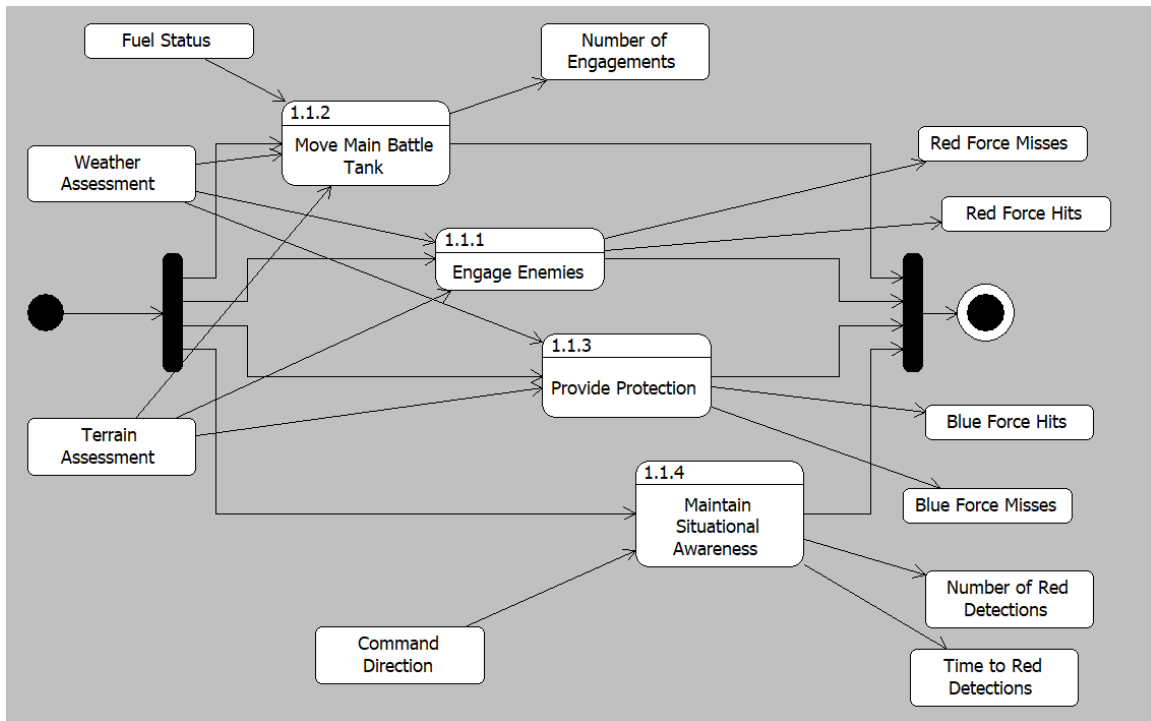 Fuel Status
Number of
Engagements
1.1.2
Move Main Battle
Tank
Weather
Assessment
Red Force Misses
Red Force Hits
1.1.1
Engage Enemies
1.1.3
Provide Protection
Terrain
Assessment
Blue Force Hits
1.1.4
Maintain
Situational
Awareness
Blue Force Misses
Number of Red
Detections
Command
Direction
Time to Red
Detections